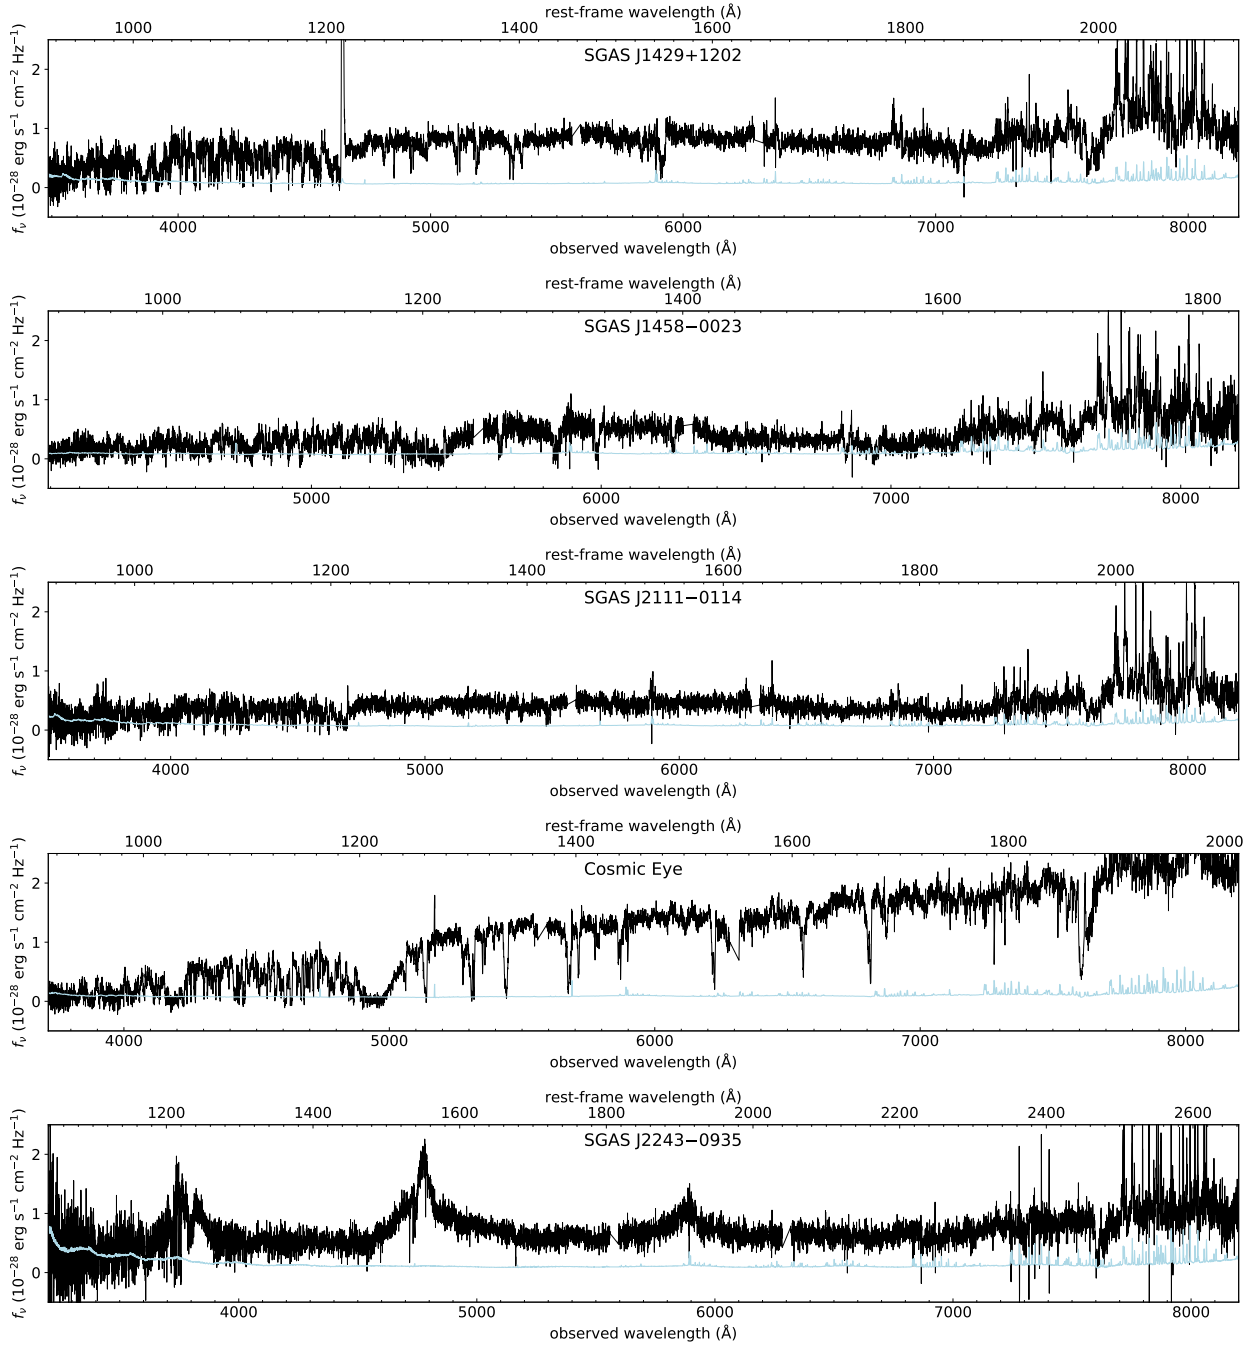 rest-frame wavelength (Å)
1000 1200 1400 1600 1800 2000
SGAS J1429+1202
2
1
0
fν (10−28 erg s−1 cm−2 Hz−1)
4000 5000 6000 7000 8000
observed wavelength (Å)
rest-frame wavelength (Å)
1000 1200 1400 1600 1800
SGAS J1458−0023
2
1
0
fν (10−28 erg s−1 cm−2 Hz−1)
5000 6000 7000 8000
observed wavelength (Å)
rest-frame wavelength (Å)
1000 1200 1400 1600 1800 2000
SGAS J2111−0114
2
1
0
fν (10−28 erg s−1 cm−2 Hz−1)
4000 5000 6000 7000 8000
observed wavelength (Å)
rest-frame wavelength (Å)
1000 1200 1400 1600 1800 2000
Cosmic Eye
2
1
0
fν (10−28 erg s−1 cm−2 Hz−1)
4000 5000 6000 7000 8000
observed wavelength (Å)
rest-frame wavelength (Å)
1200 1400 1600 1800 2000 2200 2400 2600
SGAS J2243−0935
2
1
0
fν (10−28 erg s−1 cm−2 Hz−1)
4000 5000 6000 7000 8000
observed wavelength (Å)